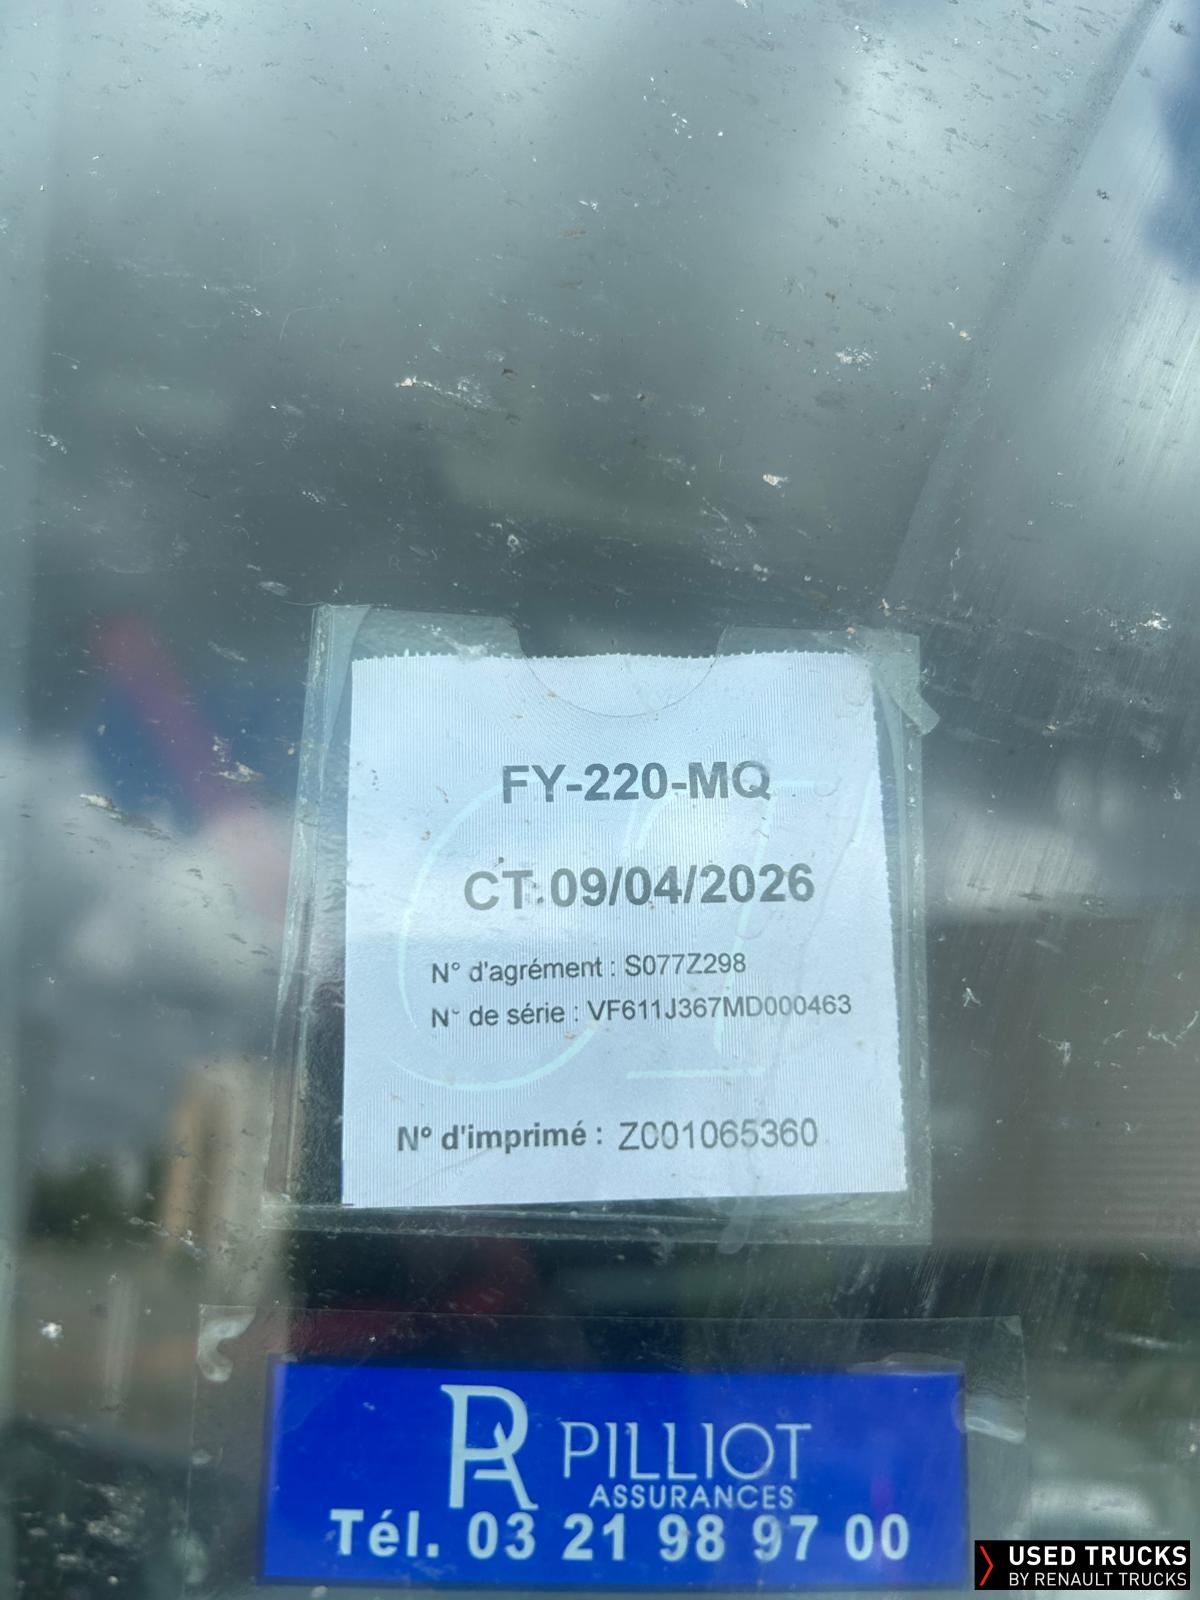 FY-220-MQ
CT:09/04/2026
N° d'agrément : S077Z298
N° de série : VF611J367MD000463
N° d'imprimé : Z001065360
PA PILLIOT
ASSURANCES
Tél. 03 21 98 97 00
USED TRUCKS
BY RENAULT TRUCKS